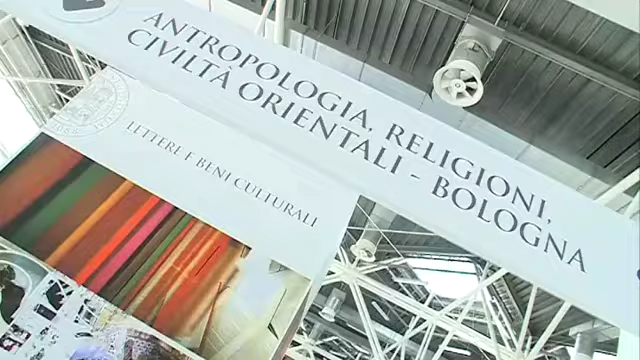 ANTROPOLOGIA, RELIGIONI,
CIVILTÀ ORIENTALI - BOLOGNA
LETTERE E BENI CULTURALI